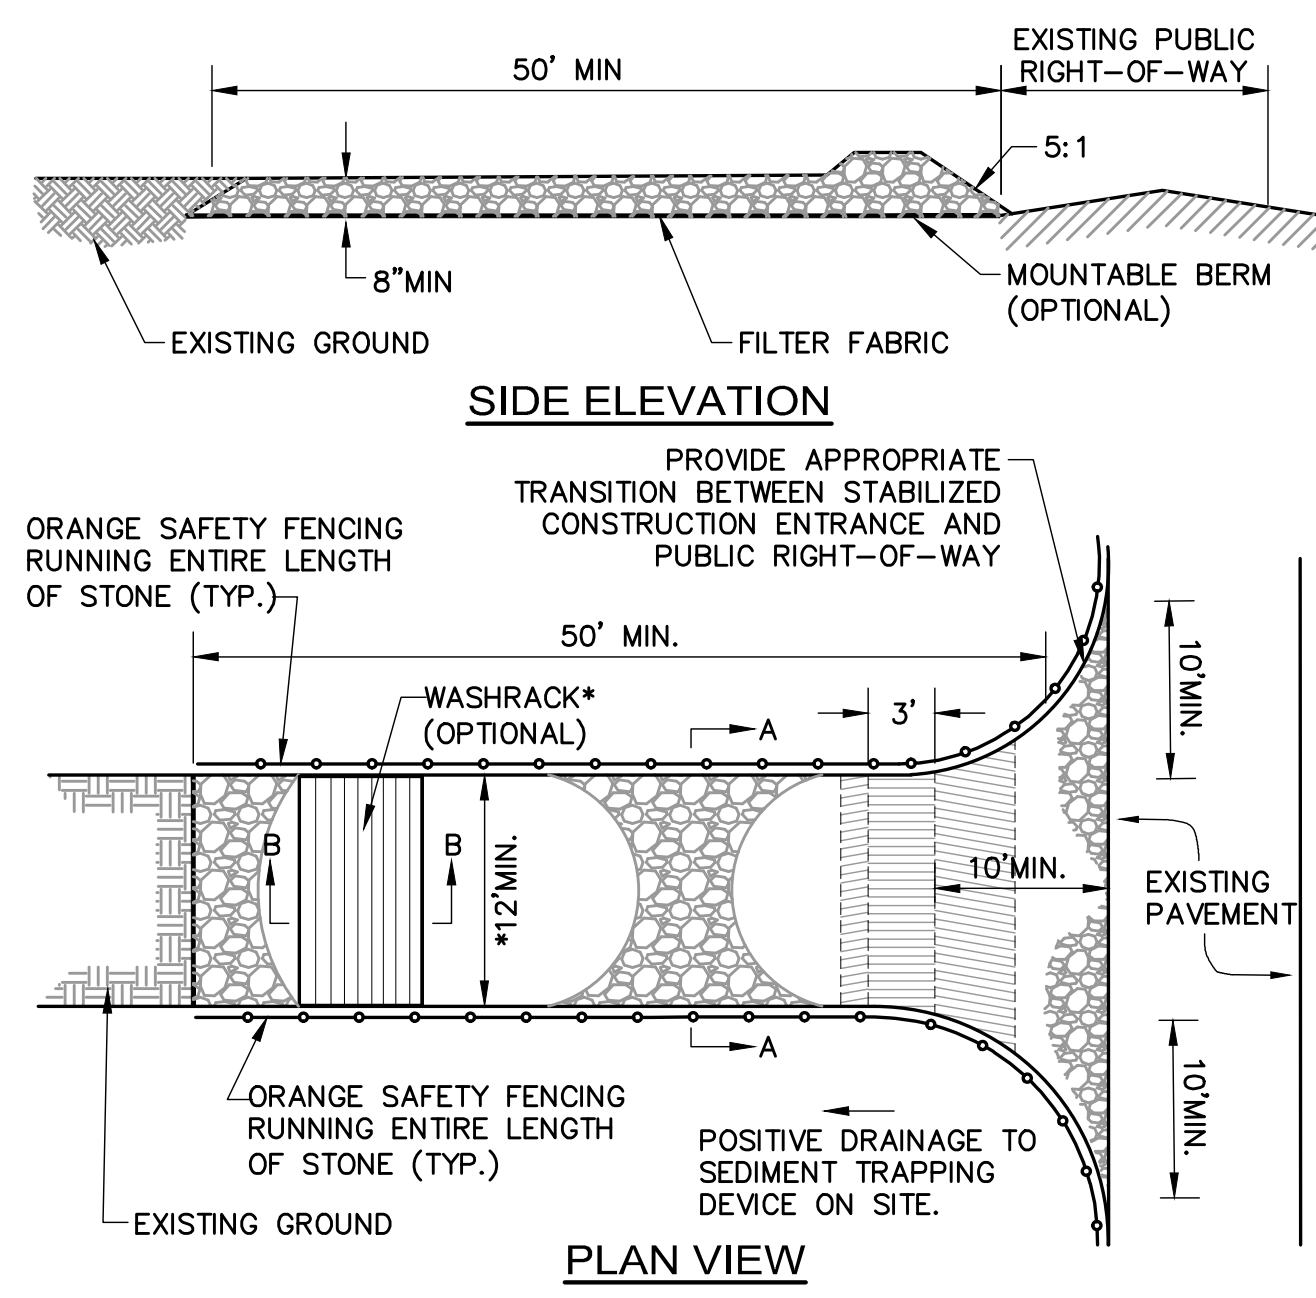 EXISTING PUBLIC
RIGHT-OF-WAY
50' MIN
5:1
8"MIN
MOUNTABLE BERM
(OPTIONAL)
EXISTING GROUND
FILTER FABRIC
SIDE ELEVATION
PROVIDE APPROPRIATE
TRANSITION BETWEEN STABILIZED
CONSTRUCTION ENTRANCE AND
PUBLIC RIGHT-OF-WAY
ORANGE SAFETY FENCING
RUNNING ENTIRE LENGTH
OF STONE (TYP.)
50' MIN.
10'MIN.
WASHRACK*
(OPTIONAL)
3'
A
B
B
*12'MIN.
10'MIN.
EXISTING
PAVEMENT
A
10'MIN.
ORANGE SAFETY FENCING
RUNNING ENTIRE LENGTH
OF STONE (TYP.)
POSITIVE DRAINAGE TO
SEDIMENT TRAPPING
DEVICE ON SITE.
EXISTING GROUND
PLAN VIEW